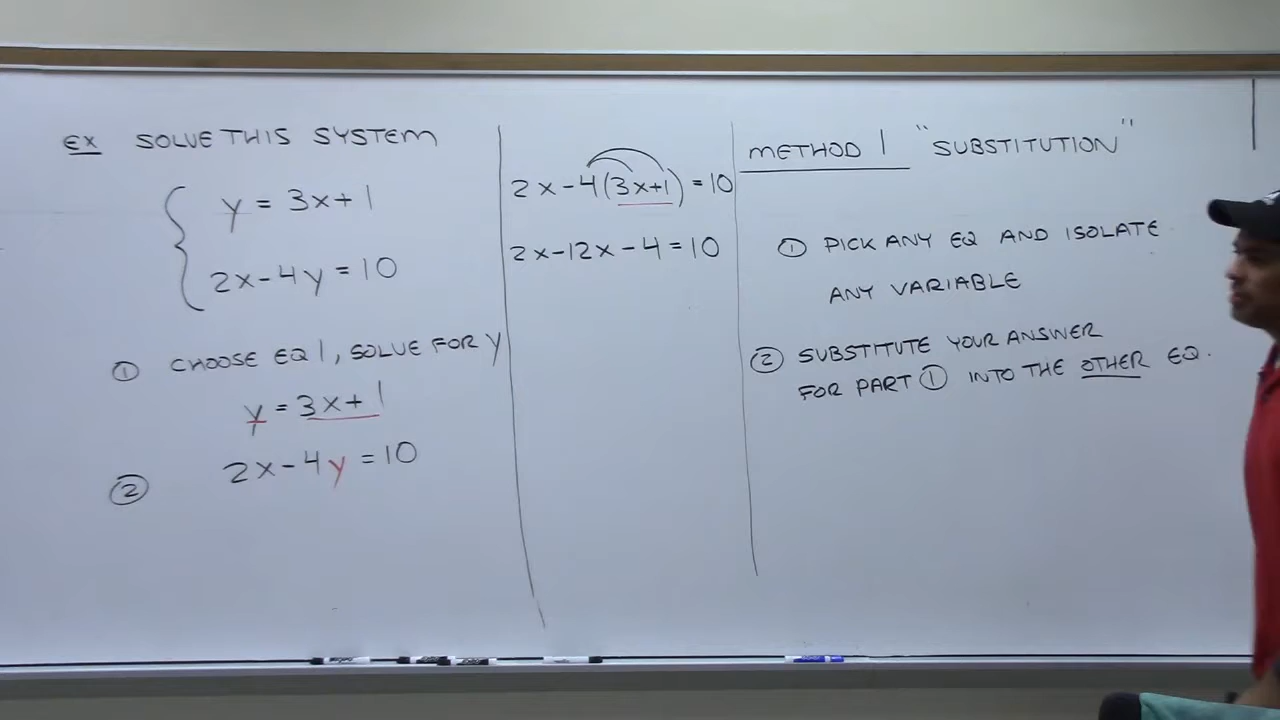 EX SOLVE THIS SYSTEM
y = 3x + 1
2x - 4y = 10
① CHOOSE EQ 1, SOLVE FOR Y
y = 3x + 1
② 2x - 4y = 10
2x - 4(3x+1) = 10
2x - 12x - 4 = 10
METHOD 1 "SUBSTITUTION"
① PICK ANY EQ AND ISOLATE
ANY VARIABLE
② SUBSTITUTE YOUR ANSWER
FOR PART ① INTO THE OTHER EQ.